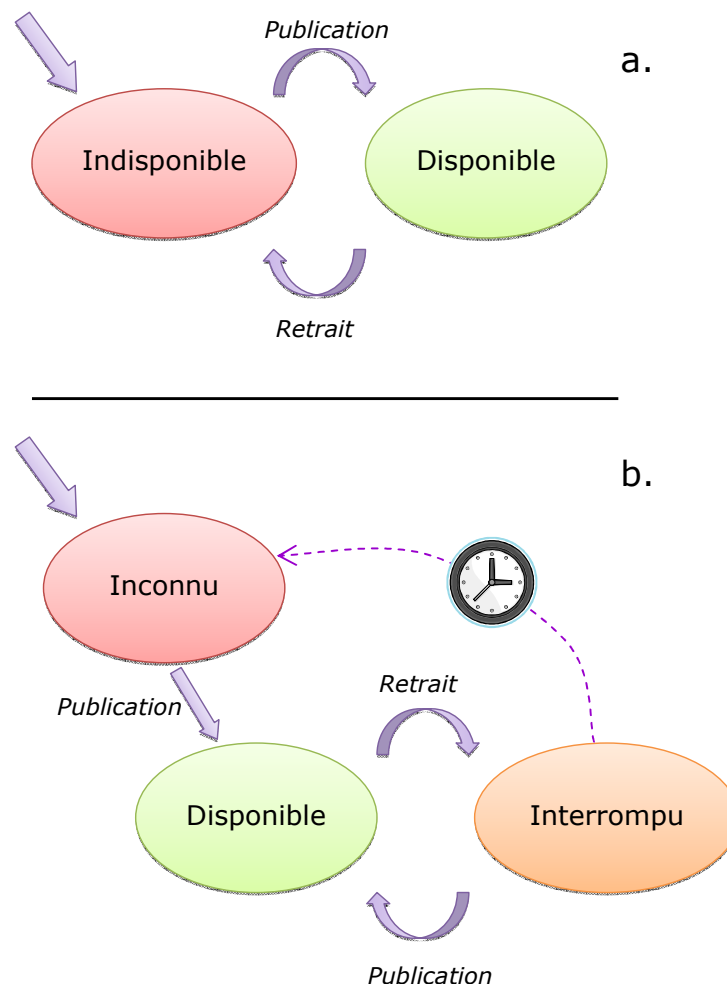 Publication
a.
Indisponible
Disponible
Retrait
b.
Inconnu
Publication
Retrait
Disponible
Interrompu
Publication